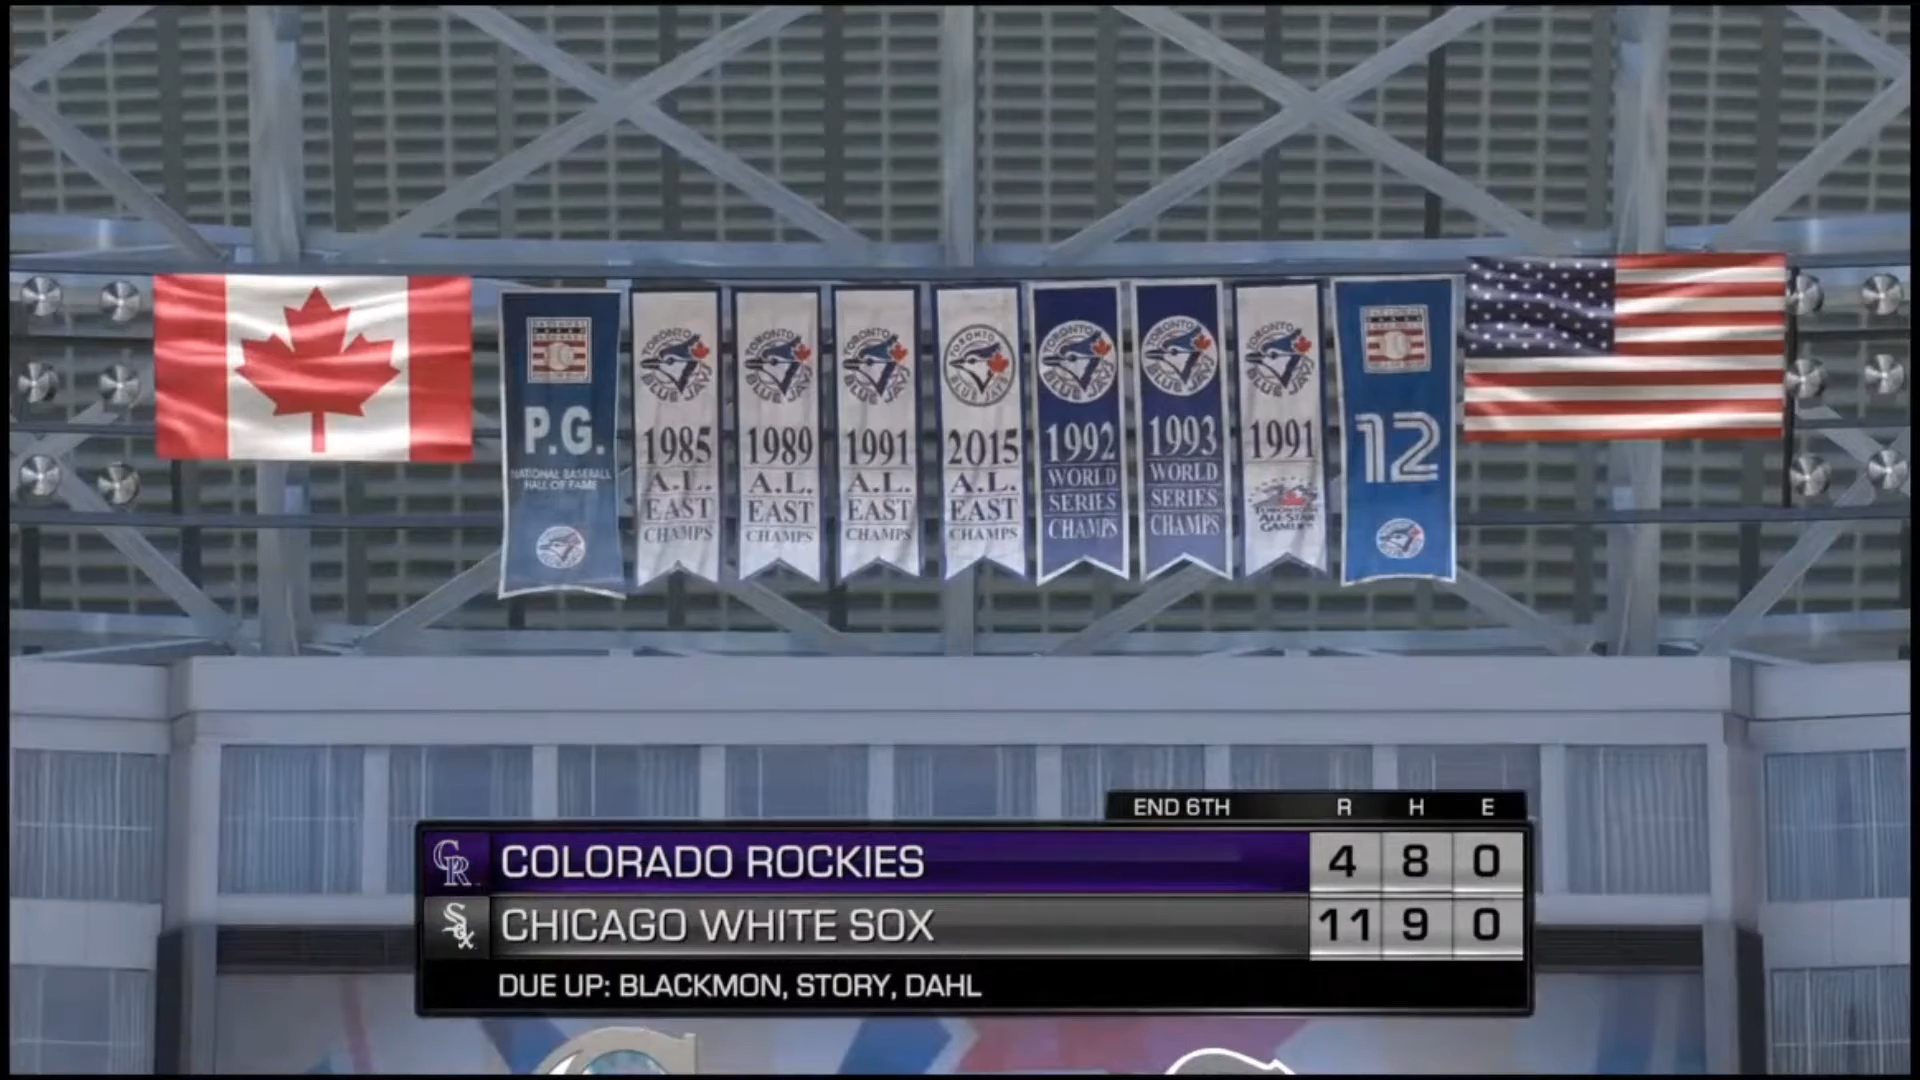 P.G.
NATIONAL BASEBALL
HALL OF FAME
TORONTO
BLUE JAYS
1985
A.L.
EAST
CHAMPS
TORONTO
BLUE JAYS
1989
A.L.
EAST
CHAMPS
TORONTO
BLUE JAYS
1991
A.L.
EAST
CHAMPS
TORONTO
BLUE JAYS
2015
A.L.
EAST
CHAMPS
TORONTO
BLUE JAYS
1992
WORLD
SERIES
CHAMPS
TORONTO
BLUE JAYS
1993
WORLD
SERIES
CHAMPS
TORONTO
BLUE JAYS
1991
ALL-STAR
GAME
12
END 6TH R H E
CR COLORADO ROCKIES 4 8 0
Sox CHICAGO WHITE SOX 11 9 0
DUE UP: BLACKMON, STORY, DAHL